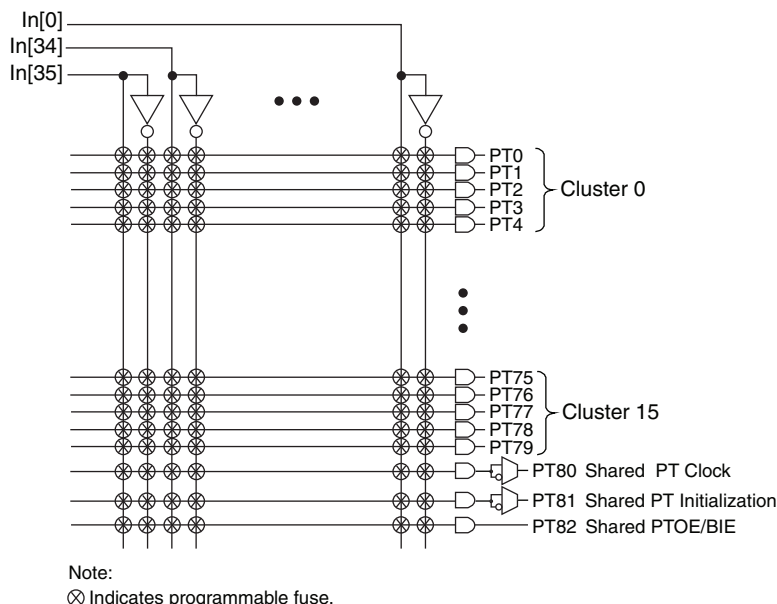 In[0]
In[34]
In[35]
PT0
PT1
PT2
PT3
PT4
Cluster 0
PT75
PT76
PT77
PT78
PT79
Cluster 15
PT80 Shared PT Clock
PT81 Shared PT Initialization
PT82 Shared PTOE/BIE
Note:
Indicates programmable fuse.